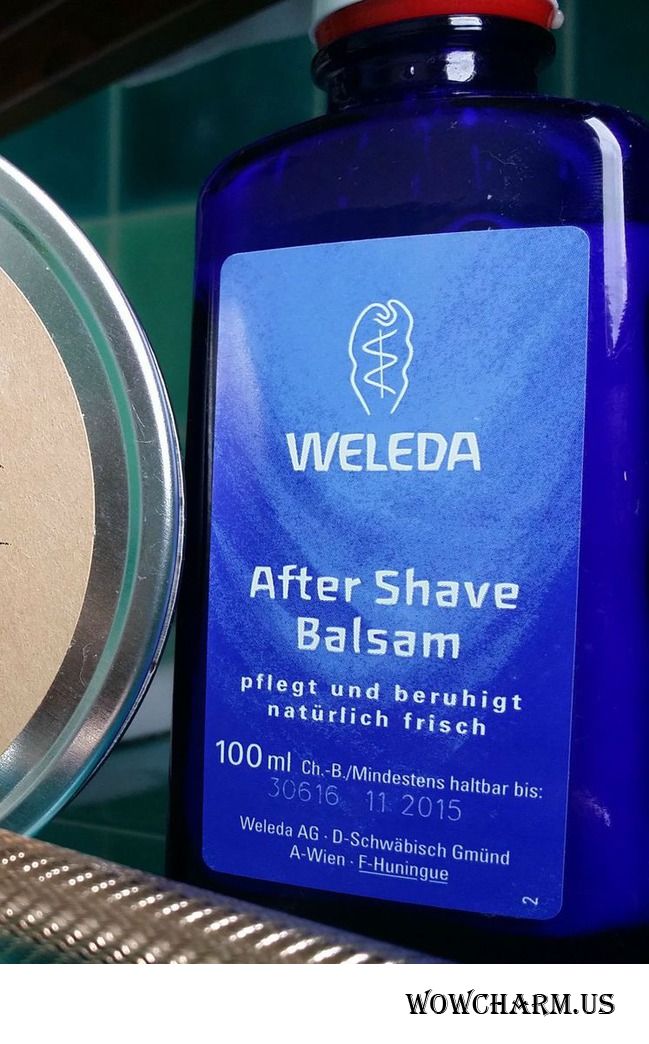 WELEDA
After Shave
Balsam
pflegt und beruhigt
natürlich frisch
100 ml Ch.-B./Mindestens haltbar bis:
30616 11 2015
Weleda AG · D-Schwäbisch Gmünd
A-Wien · F-Huningue
2
WOWCHARM.US